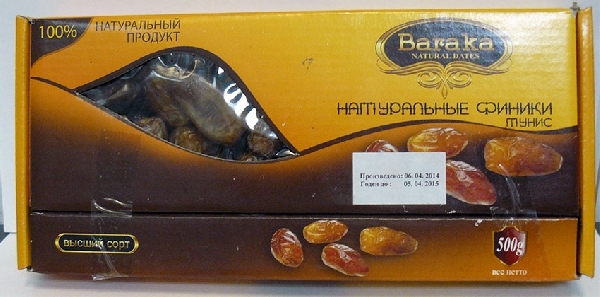 100%
НАТУРАЛЬНЫЙ
ПРОДУКТ
Baraka
NATURAL DATES
НАТУРАЛЬНЫЕ ФИНИКИ
ТУНИС
Произведено: 06. 04. 2014
Годен до: 05. 04. 2015
ВЫСШИЙ СОРТ
500g
ВЕС НЕТТО